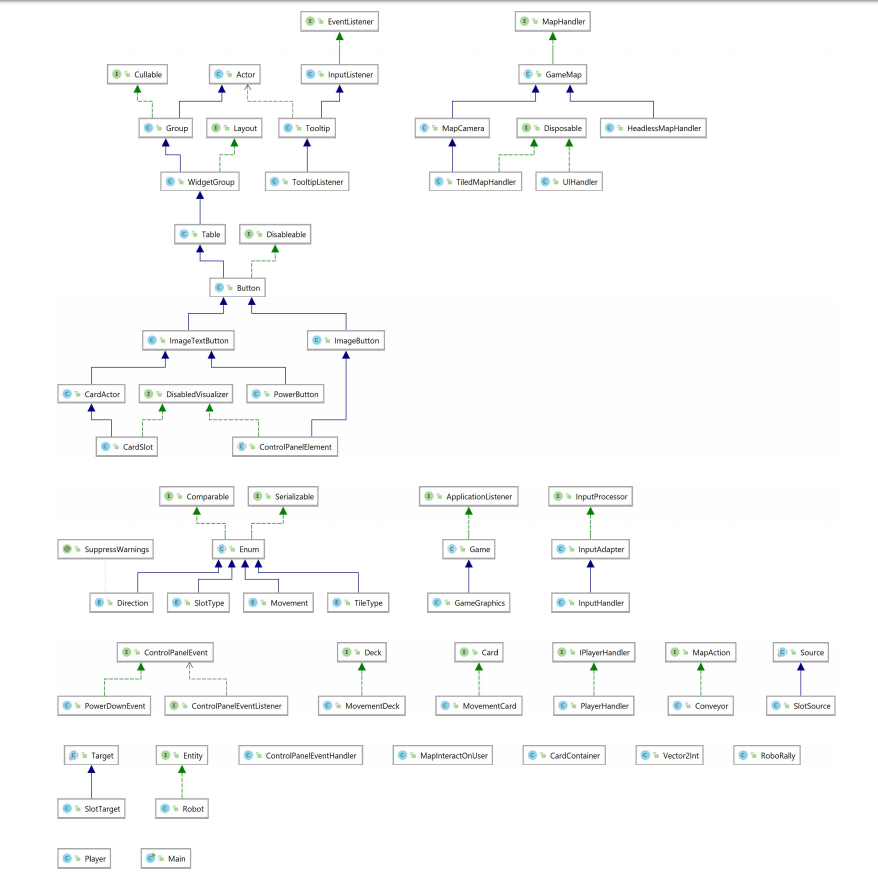 EventListener
MapHandler
Cullable
Actor
InputListener
GameMap
Group
Layout
Tooltip
MapCamera
Disposable
HeadlessMapHandler
WidgetGroup
TooltipListener
TiledMapHandler
UIHandler
Table
Disableable
Button
ImageTextButton
ImageButton
CardActor
DisabledVisualizer
PowerButton
CardSlot
ControlPanelElement
Comparable
Serializable
ApplicationListener
InputProcessor
SuppressWarnings
Enum
Game
InputAdapter
Direction
SlotType
Movement
TileType
GameGraphics
InputHandler
ControlPanelEvent
Deck
Card
IPlayerHandler
MapAction
Source
PowerDownEvent
ControlPanelEventListener
MovementDeck
MovementCard
PlayerHandler
Conveyor
SlotSource
Target
Entity
ControlPanelEventHandler
MapInteractOnUser
CardContainer
Vector2Int
RoboRally
SlotTarget
Robot
Player
Main